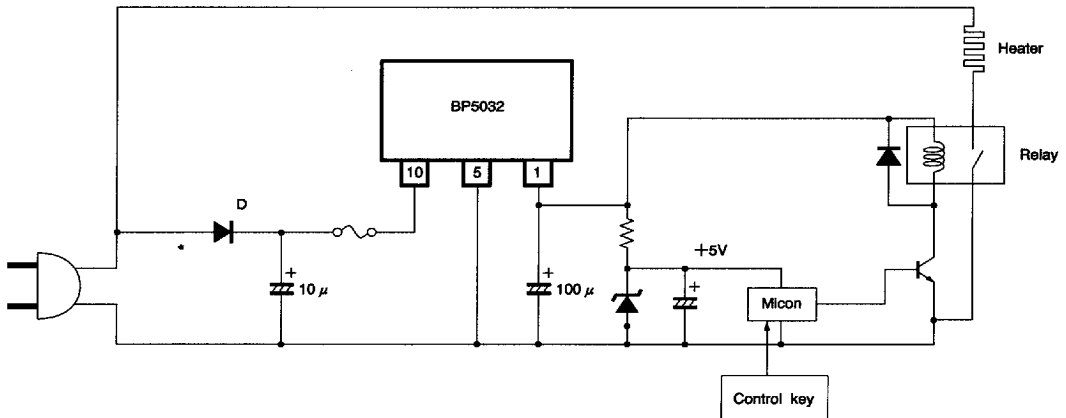 Heater
BP5032
10
5
1
Relay
D
+
10 μ
+
100 μ
+5V
+
Micon
Control key